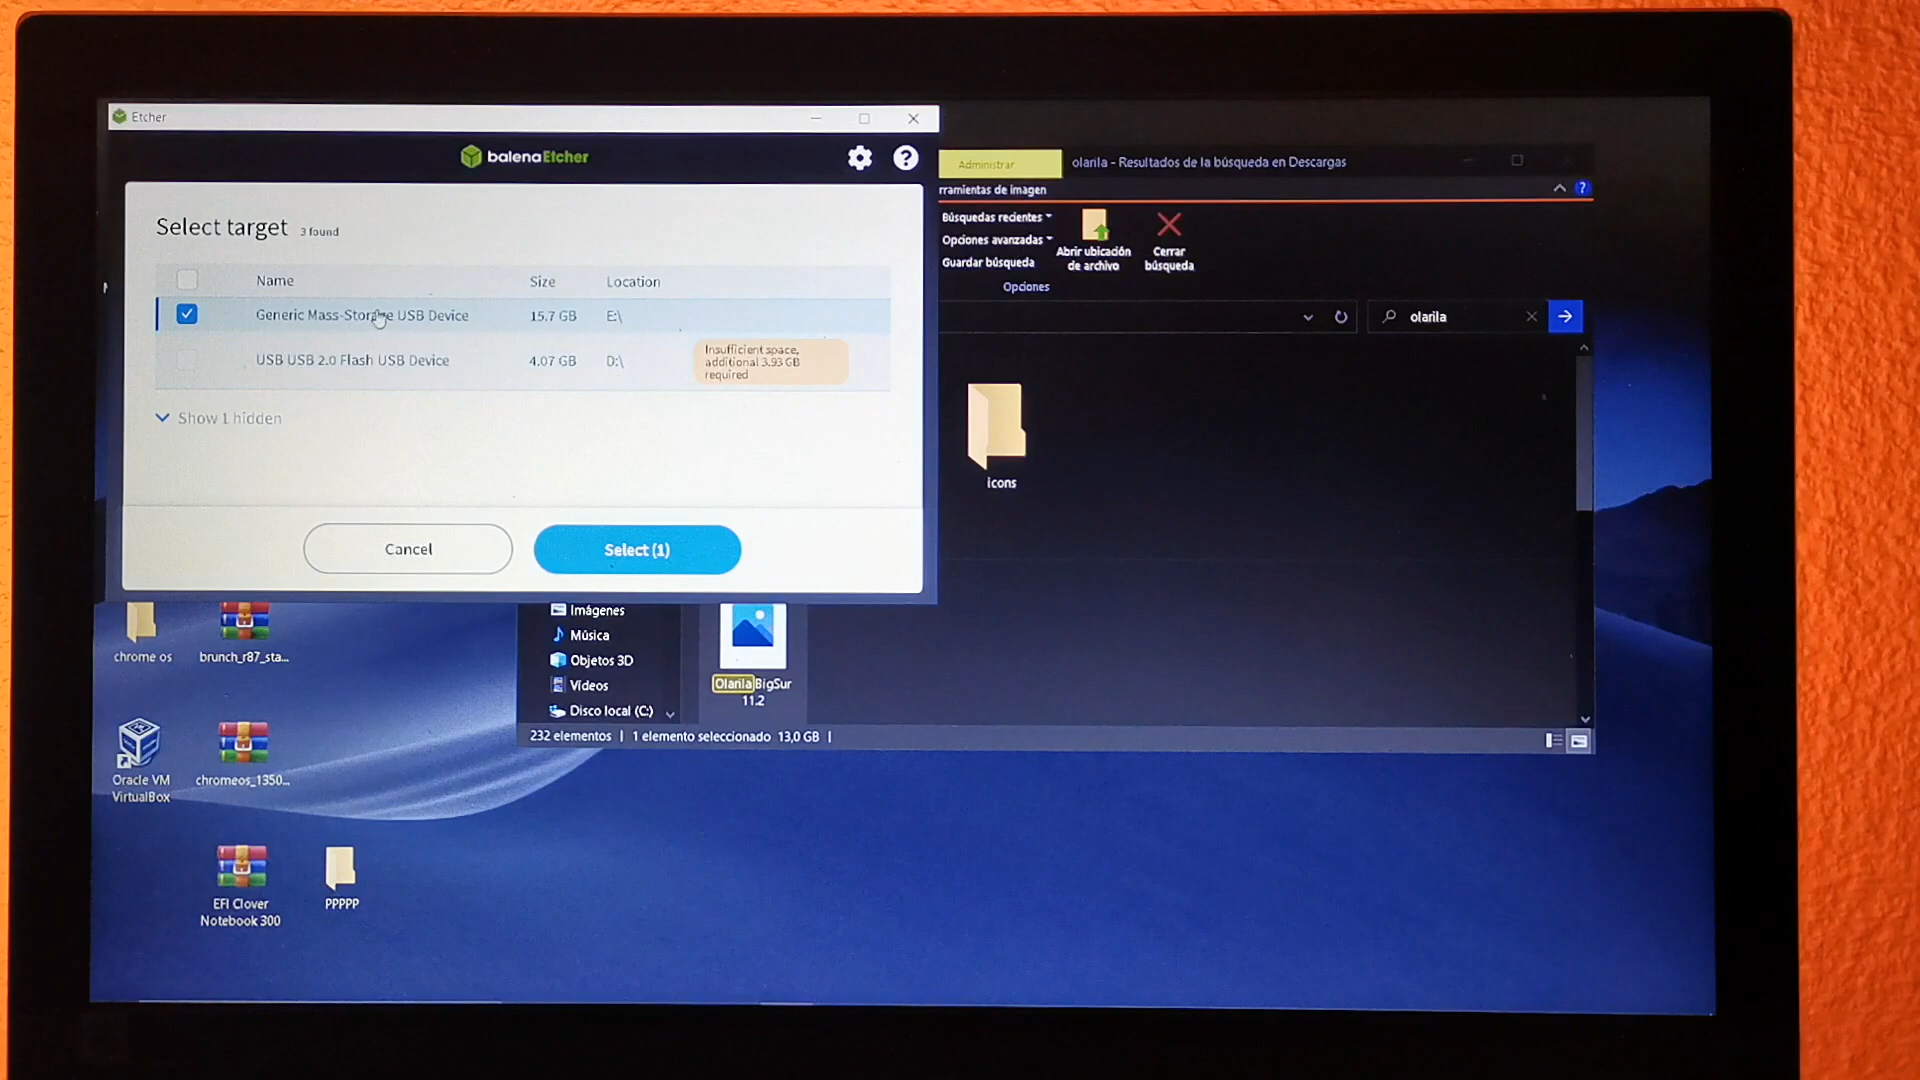 Etcher
balenaEtcher
Select target 3 found
Name Size Location
Generic Mass-Storage USB Device 15.7 GB E:\
USB USB 2.0 Flash USB Device 4.07 GB D:\
Insufficient space,
additional 3.93 GB
required
Show 1 hidden
Cancel
Select (1)
Administrar
olarila - Resultados de la búsqueda en Descargas
rramientas de imagen
Búsquedas recientes
Opciones avanzadas
Guardar búsqueda
Abrir ubicación
de archivo
Cerrar
búsqueda
Opciones
olarila
icons
Imágenes
Música
Objetos 3D
Vídeos
Disco local (C:)
Olarila BigSur
11.2
232 elementos | 1 elemento seleccionado 13,0 GB |
chrome os
brunch_r87_sta...
Oracle VM
VirtualBox
chromeos_1350...
EFI Clover
Notebook 300
PPPPP